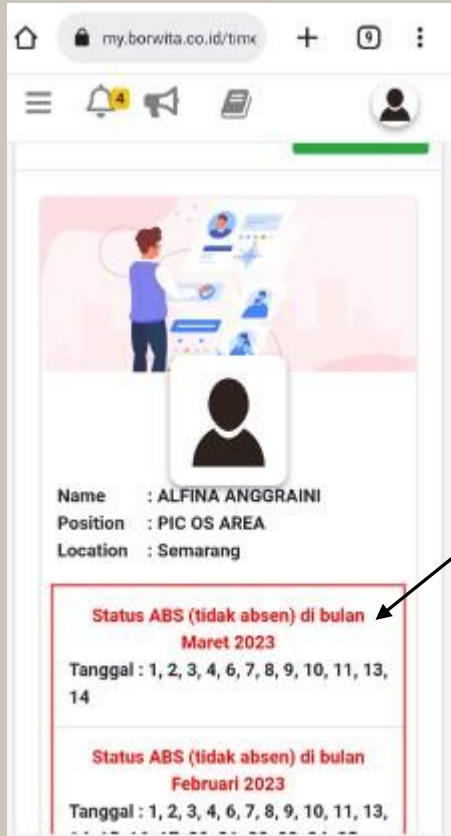 my.borwita.co.id/time
9
4
Name : ALFINA ANGGRAINI
Position : PIC OS AREA
Location : Semarang
Status ABS (tidak absen) di bulan
Maret 2023
Tanggal : 1, 2, 3, 4, 6, 7, 8, 9, 10, 11, 13,
14
Status ABS (tidak absen) di bulan
Februari 2023
Tanggal : 1, 2, 3, 4, 6, 7, 8, 9, 10, 11, 13,